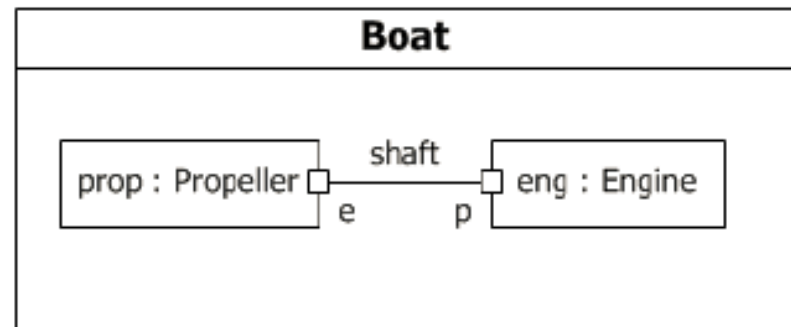 Boat
shaft
prop : Propeller
eng : Engine
e
p